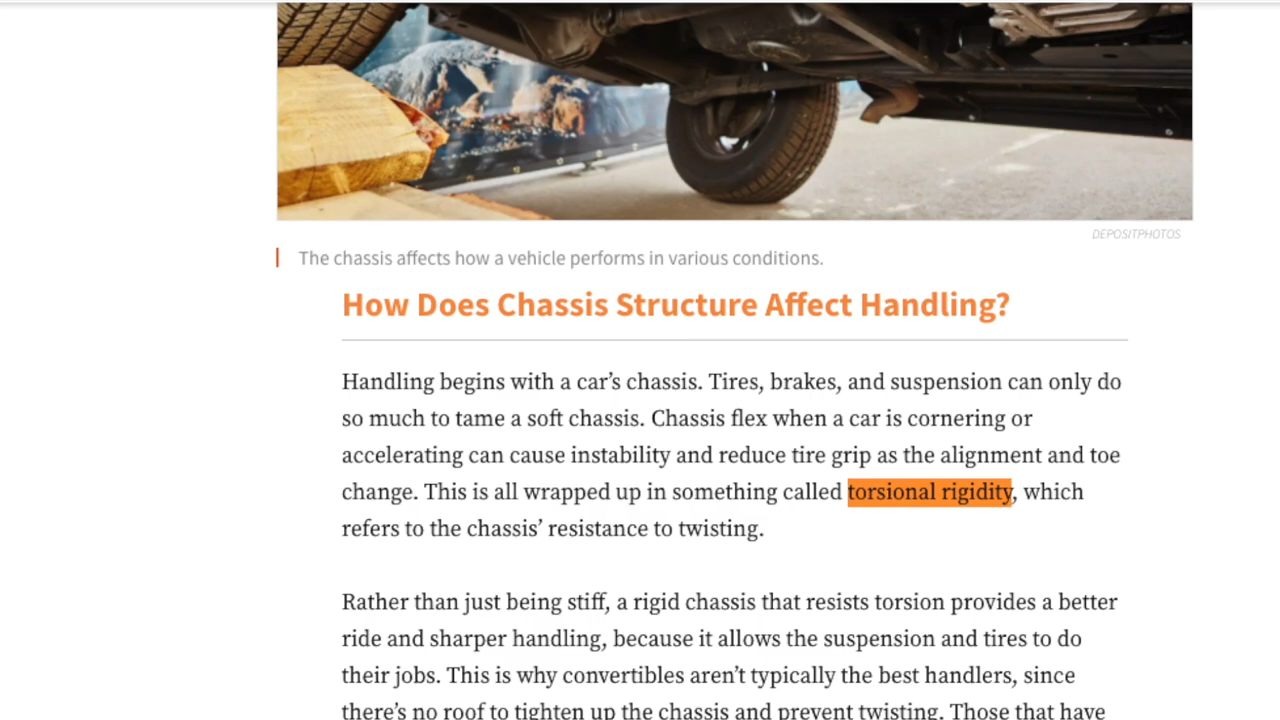 DEPOSITPHOTOS
The chassis affects how a vehicle performs in various conditions.
How Does Chassis Structure Affect Handling?
Handling begins with a car’s chassis. Tires, brakes, and suspension can only do
so much to tame a soft chassis. Chassis flex when a car is cornering or
accelerating can cause instability and reduce tire grip as the alignment and toe
change. This is all wrapped up in something called torsional rigidity, which
refers to the chassis’ resistance to twisting.
Rather than just being stiff, a rigid chassis that resists torsion provides a better
ride and sharper handling, because it allows the suspension and tires to do
their jobs. This is why convertibles aren’t typically the best handlers, since
there’s no roof to tighten up the chassis and prevent twisting. Those that have